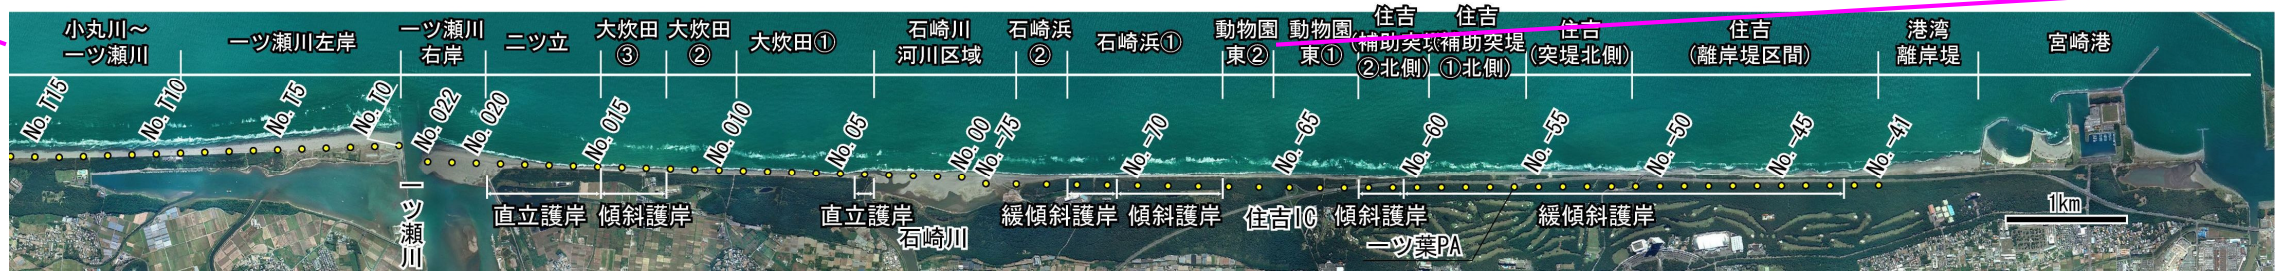 小丸川～
一ツ瀬川
一ツ瀬川左岸
一ツ瀬川
右岸
二ツ立
大炊田
③
大炊田
②
大炊田①
石崎川
河川区域
石崎浜
②
石崎浜①
動物園
東②
動物園
東①
住吉
(補助突堤
②北側)
住吉
(補助突堤
①北側)
住吉
(突堤北側)
住吉
(離岸堤区間)
港湾
離岸堤
宮崎港
No. T15
No. T10
No. T5
No. T0
No. 022
No. 020
No. 015
No. 010
No. 05
No. 00
No. -75
No. -70
No. -65
No. -60
No. -55
No. -50
No. -45
No. -41
直立護岸
傾斜護岸
直立護岸
緩傾斜護岸
傾斜護岸
傾斜護岸
緩傾斜護岸
一ツ瀬川
石崎川
住吉IC
一ツ葉PA
1km